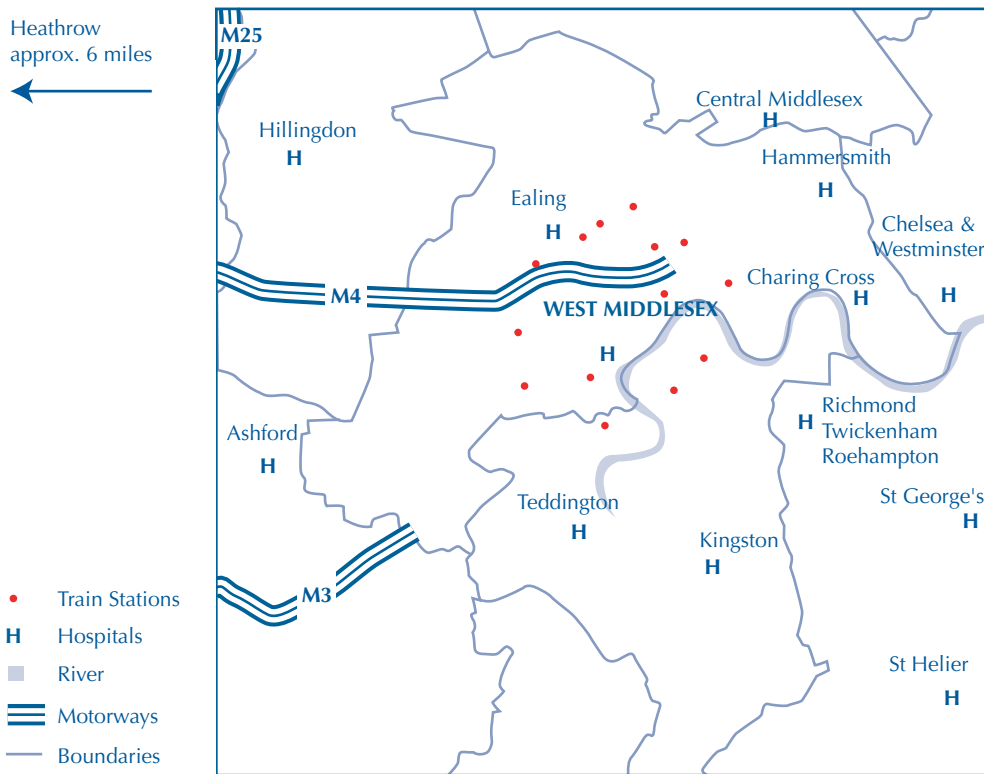 Heathrow
approx. 6 miles
M25
Central Middlesex
H
Hillingdon
H
Hammersmith
H
Ealing
H
Chelsea &
Westminster
H
Charing Cross
H
M4
WEST MIDDLESEX
H
Richmond
Twickenham
Roehampton
H
Ashford
H
Teddington
H
St George's
H
Kingston
H
M3
St Helier
H
Train Stations
H Hospitals
River
Motorways
Boundaries